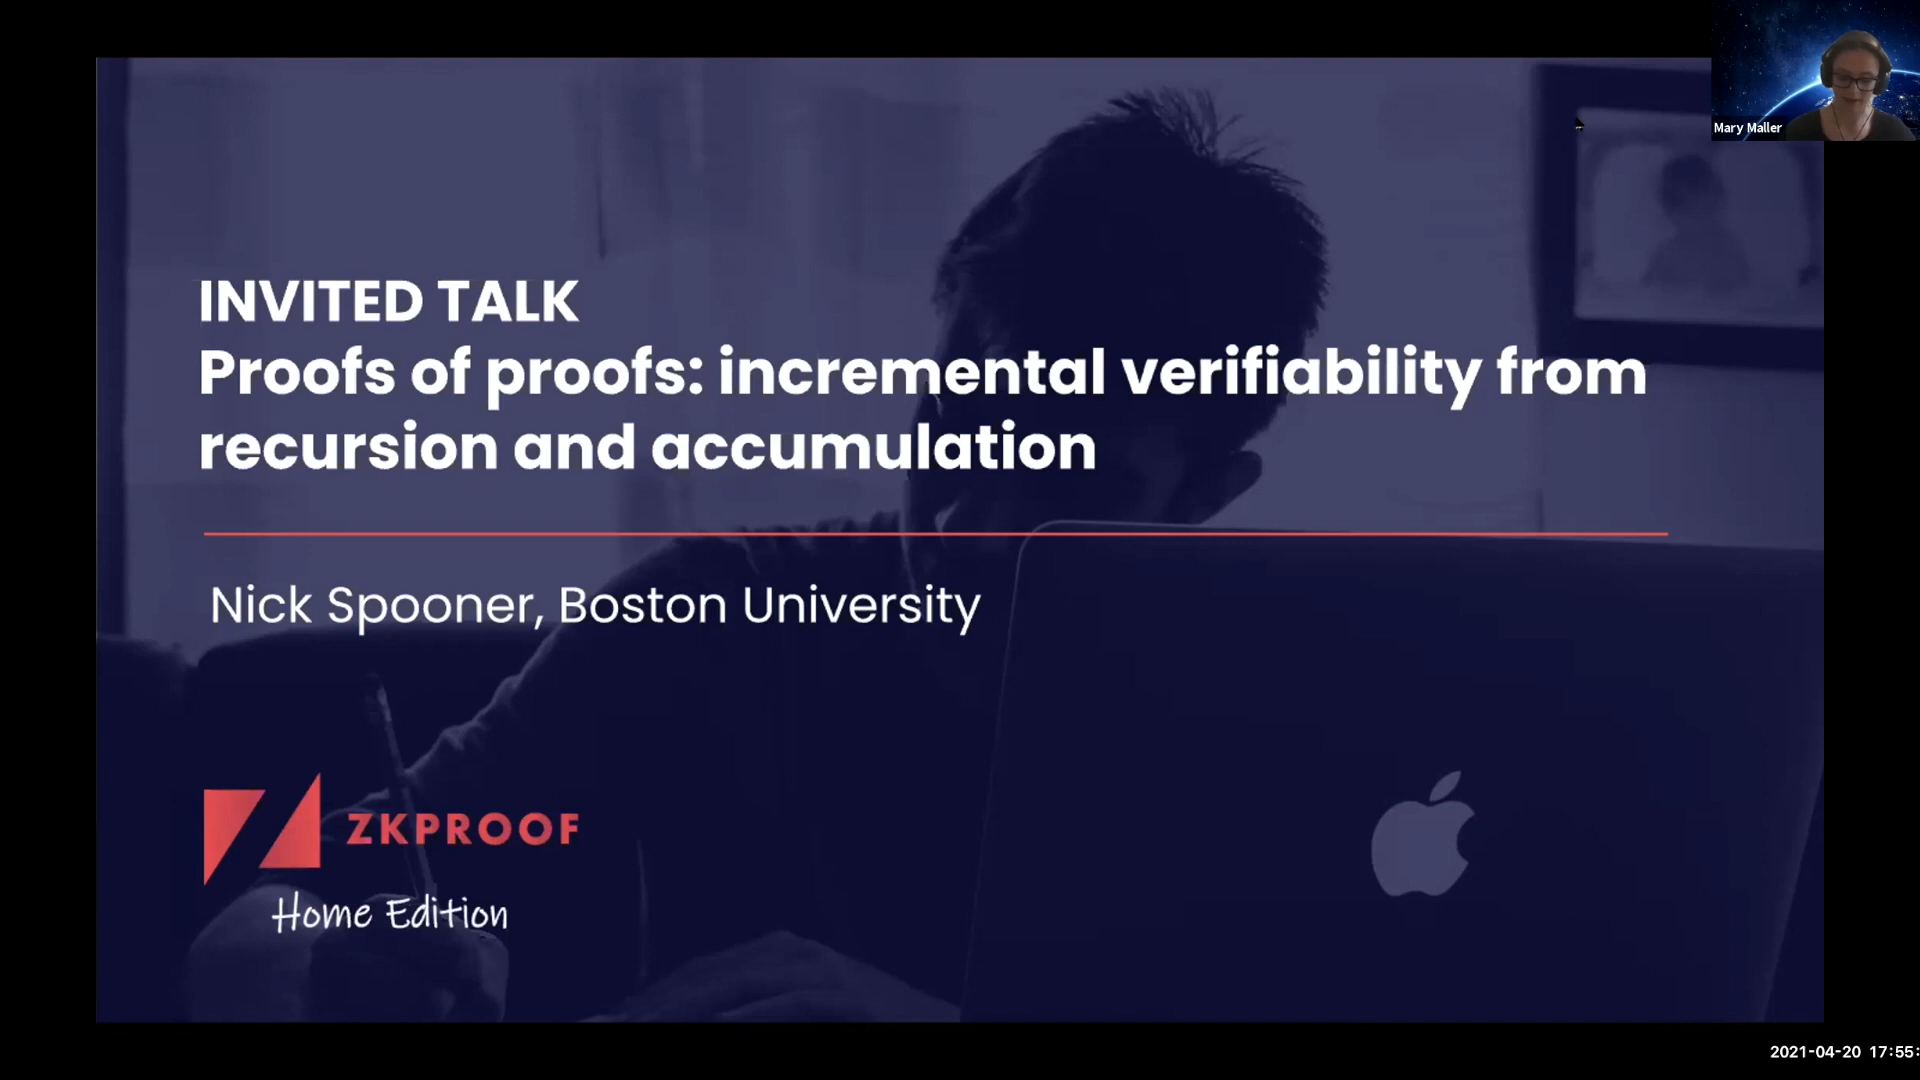 Mary Maller
INVITED TALK
Proofs of proofs: incremental verifiability from
recursion and accumulation
Nick Spooner, Boston University
ZKPROOF
Home Edition
2021-04-20 17:55: